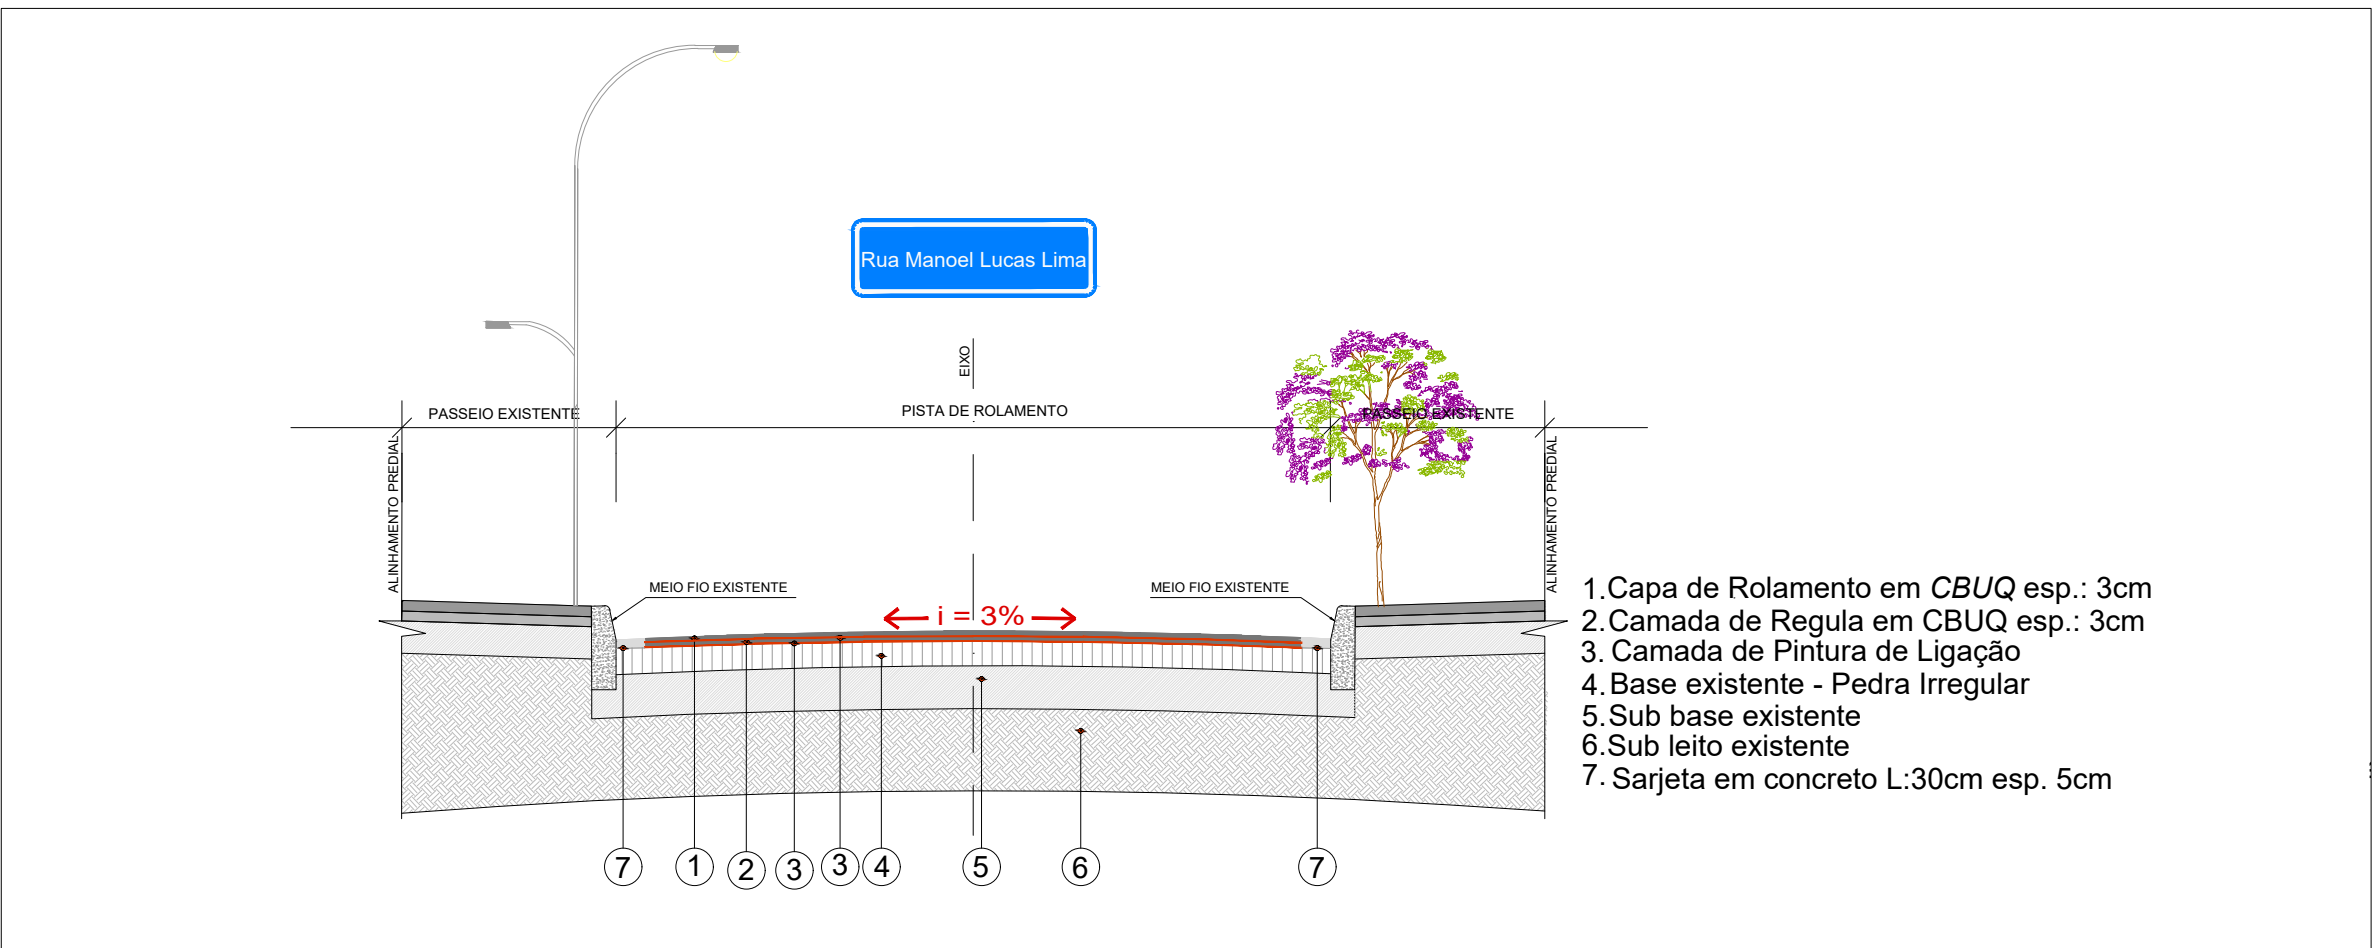 Rua Manoel Lucas Lima
EIXO
PASSEIO EXISTENTE
PISTA DE ROLAMENTO
PASSEIO EXISTENTE
ALINHAMENTO PREDIAL
ALINHAMENTO PREDIAL
MEIO FIO EXISTENTE
MEIO FIO EXISTENTE
i = 3%
1.Capa de Rolamento em CBUQ esp.: 3cm
2.Camada de Regula em CBUQ esp.: 3cm
3. Camada de Pintura de Ligação
4.Base existente - Pedra Irregular
5.Sub base existente
6.Sub leito existente
7. Sarjeta em concreto L:30cm esp. 5cm
7 1 2 3 3 4 5 6 7